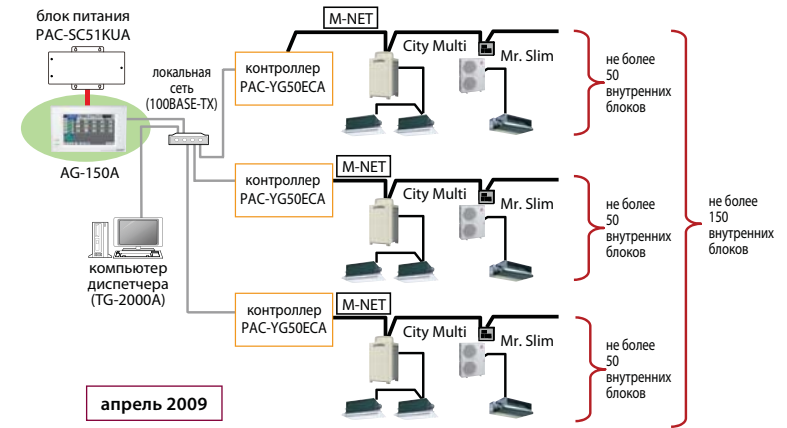 блок питания
PAC-SC51KUA
AG-150A
локальная
сеть
(100BASE-TX)
компьютер
диспетчера
(TG-2000A)
контроллер
PAC-YG50ECA
M-NET
City Multi
Mr. Slim
не более
50
внутренних
блоков
контроллер
PAC-YG50ECA
M-NET
City Multi
Mr. Slim
не более
50
внутренних
блоков
не более
150
внутренних
блоков
контроллер
PAC-YG50ECA
M-NET
City Multi
Mr. Slim
не более
50
внутренних
блоков
апрель 2009